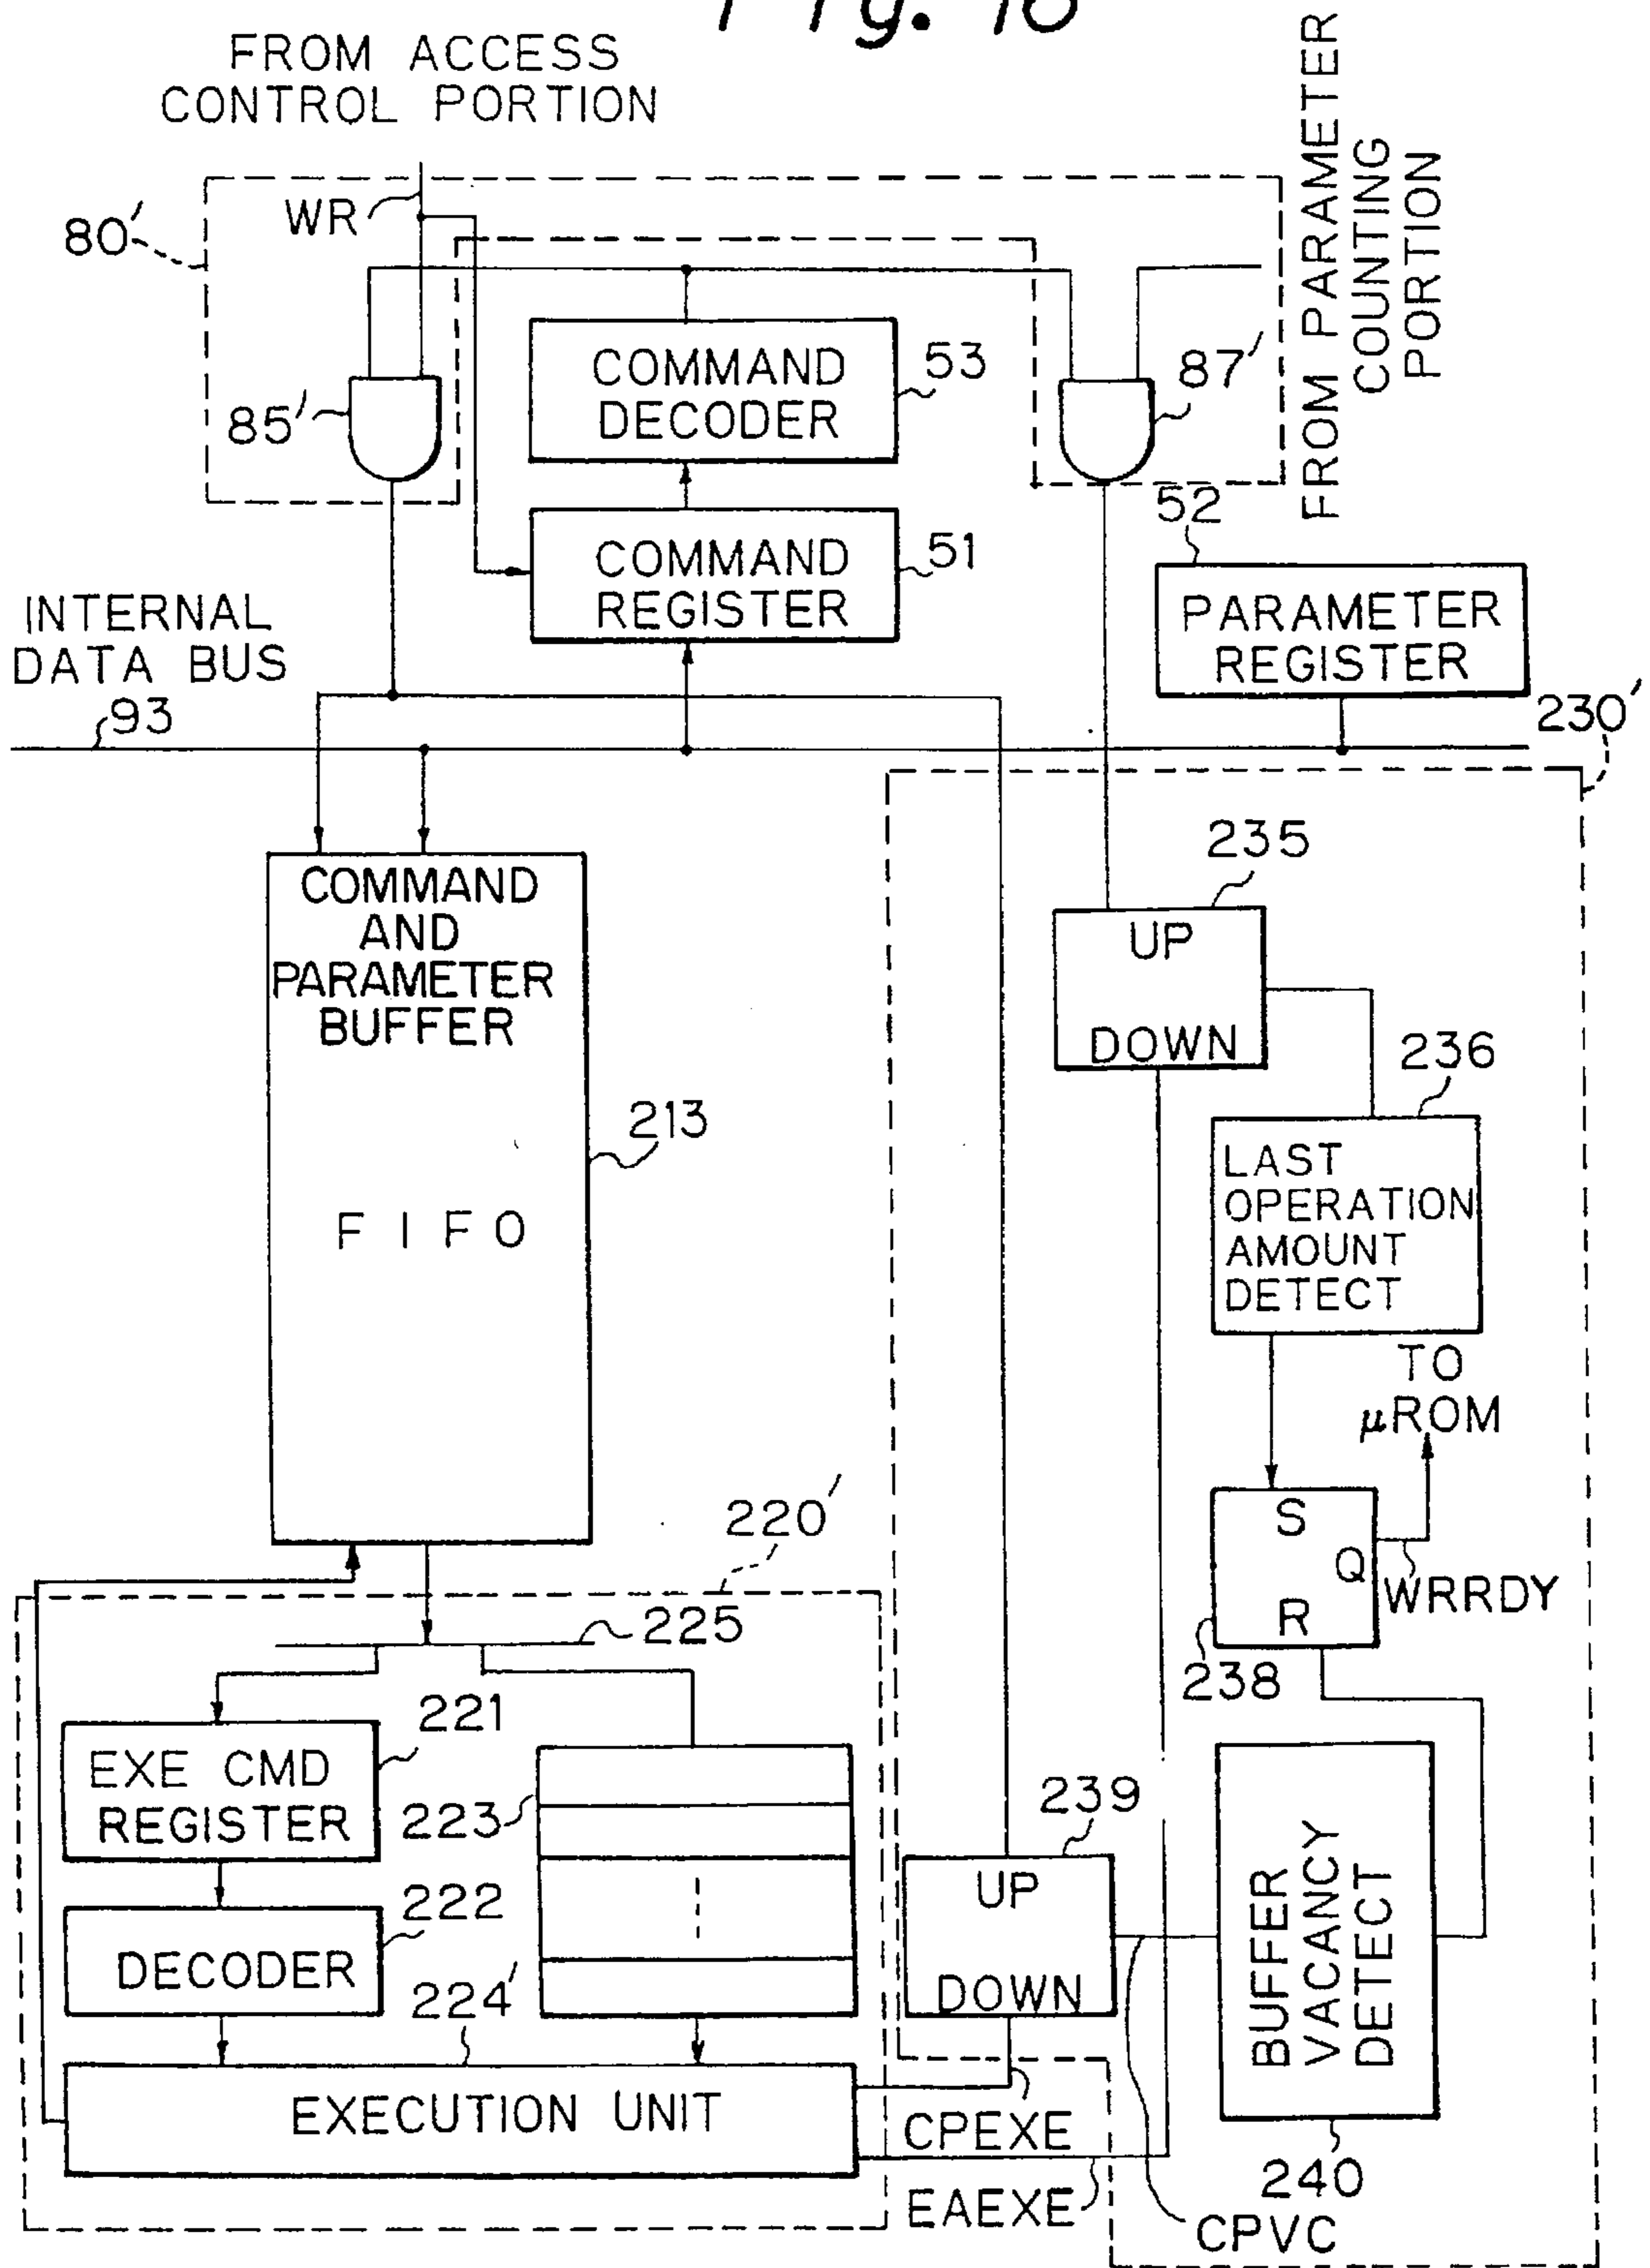 Fig. 16
FROM ACCESS
CONTROL PORTION
FROM PARAMETER
COUNTING
PORTION
WR
80'
COMMAND
DECODER
53
85'
87'
COMMAND
REGISTER
51
52
PARAMETER
REGISTER
INTERNAL
DATA BUS
93
230'
COMMAND
AND
PARAMETER
BUFFER
FIFO
213
235
UP
DOWN
236
LAST
OPERATION
AMOUNT
DETECT
TO
μROM
S
Q
R
WRRDY
238
220'
225
221
EXE CMD
REGISTER
223
222
DECODER
224'
EXECUTION UNIT
239
UP
DOWN
BUFFER
VACANCY
DETECT
240
CPEXE
EAEXE
CPVC